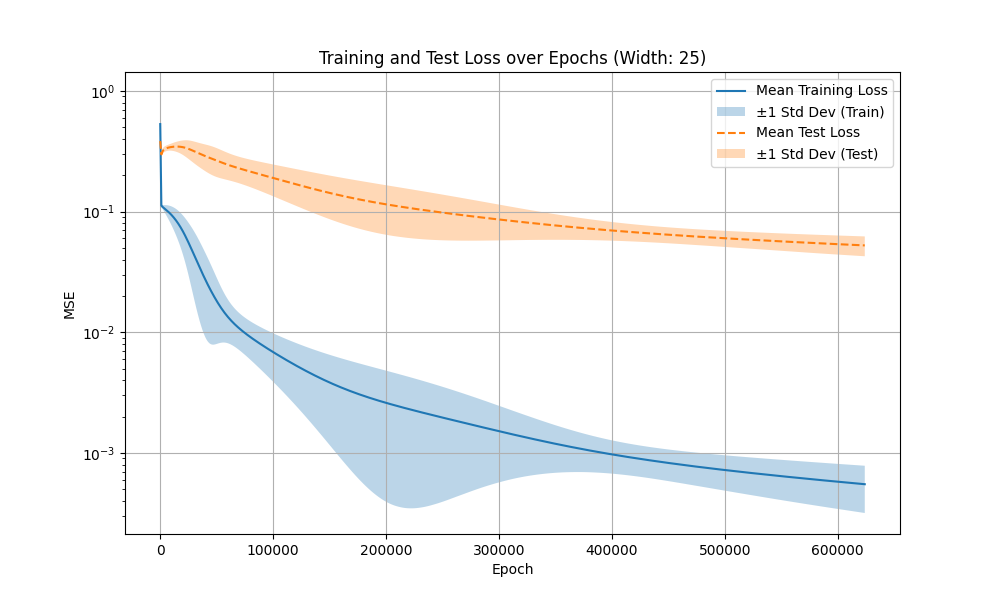 Training and Test Loss over Epochs (Width: 25)
Mean Training Loss
±1 Std Dev (Train)
Mean Test Loss
±1 Std Dev (Test)
10⁰
10⁻¹
10⁻²
10⁻³
MSE
0 100000 200000 300000 400000 500000 600000
Epoch